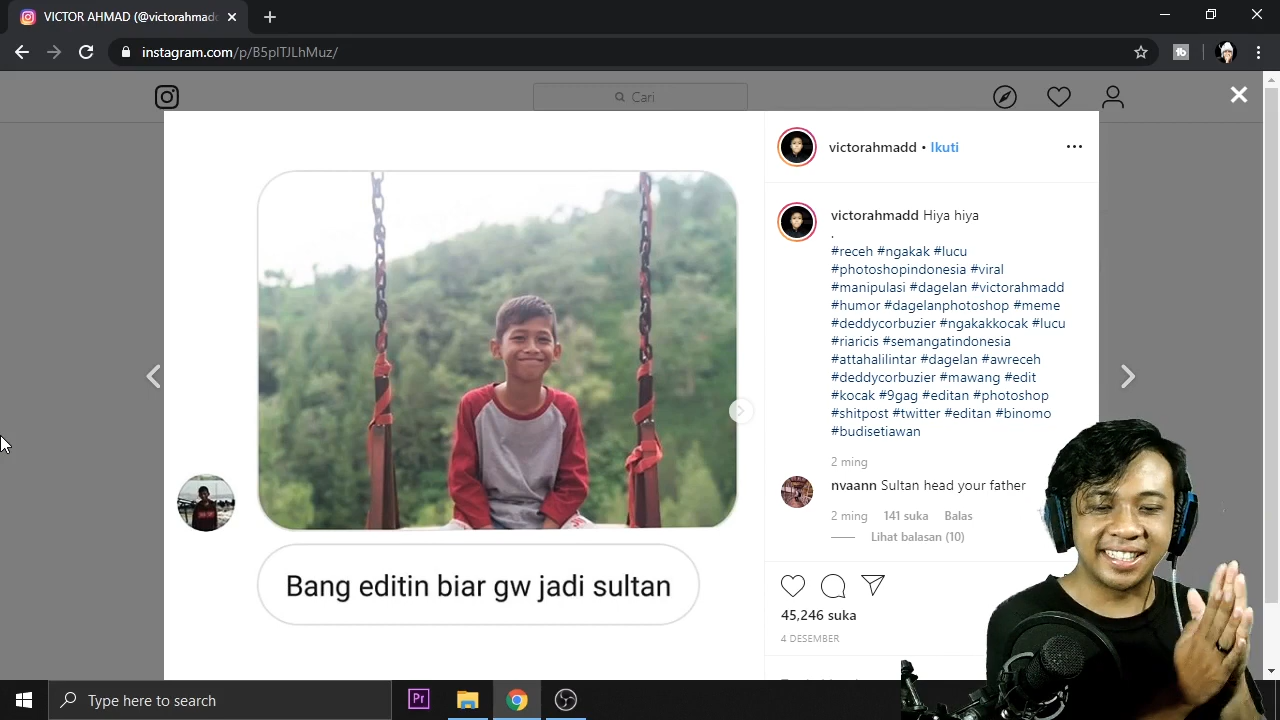 VICTOR AHMAD (@victorahmadd
instagram.com/p/B5plTJLhMuz/
Cari
victorahmadd • Ikuti
victorahmadd Hiya hiya
.
#receh #ngakak #lucu
#photoshopindonesia #viral
#manipulasi #dagelan #victorahmadd
#humor #dagelanphotoshop #meme
#deddycorbuzier #ngakakkocak #lucu
#riaricis #semangatindonesia
#attahalilintar #dagelan #awreceh
#deddycorbuzier #mawang #edit
#kocak #9gag #editan #photoshop
#shitpost #twitter #editan #binomo
#budisetiawan
2 ming
nvaann Sultan head your father
2 ming 141 suka Balas
Lihat balasan (10)
45,246 suka
4 DESEMBER
Bang editin biar gw jadi sultan
Type here to search
Pr